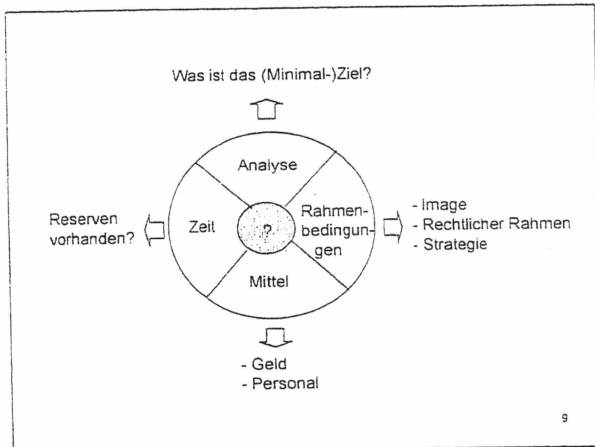 Was ist das (Minimal-)Ziel?
Analyse
Reserven
vorhanden?
Zeit
?
Rahmen-
bedingun-
gen
- Image
- Rechtlicher Rahmen
- Strategie
Mittel
- Geld
- Personal
9